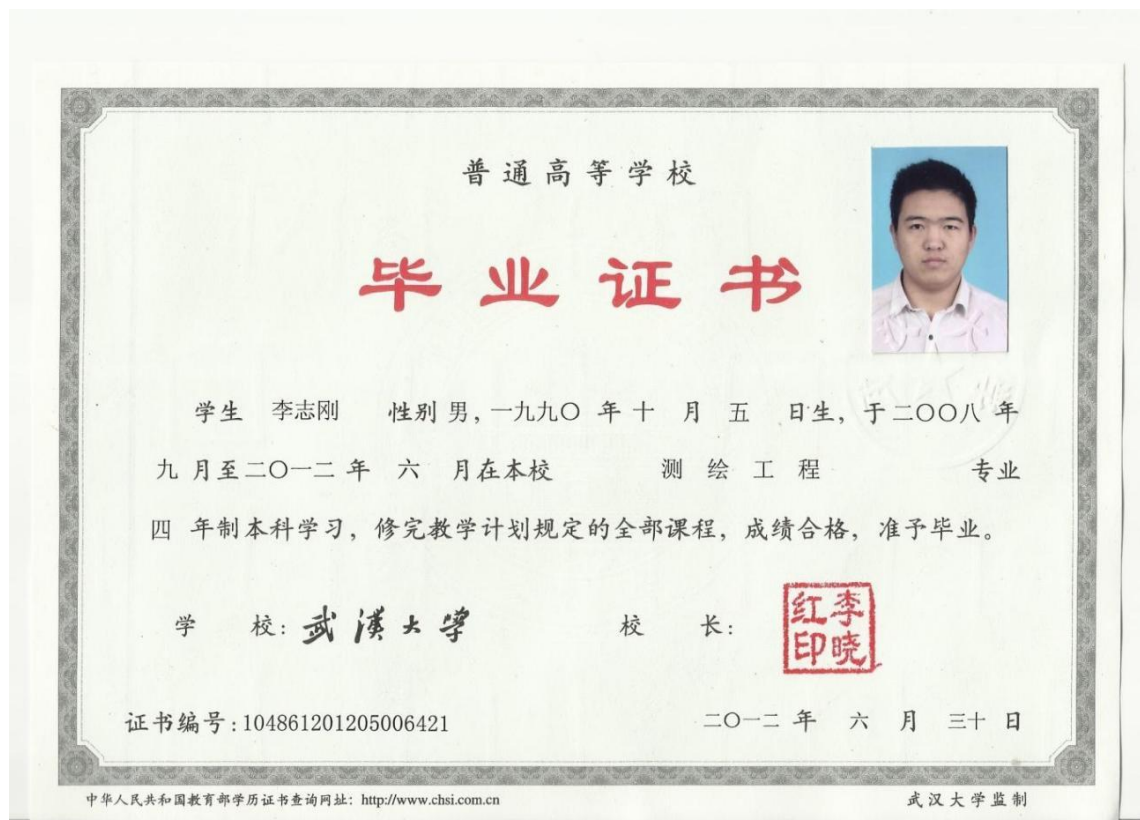 普通高等学校
毕业证书
学生 李志刚 性别 男，一九九〇 年 十 月 五 日生，于二〇〇八 年
九 月至二〇一二 年 六 月在本校 测绘工程 专业
四 年制本科学习，修完教学计划规定的全部课程，成绩合格，准予毕业。
学 校：武漢大學 校 长：李晓红印
证书编号：104861201205006421 二〇一二 年 六 月 三十 日
中华人民共和国教育部学历证书查询网址：http://www.chsi.com.cn 武汉大学监制